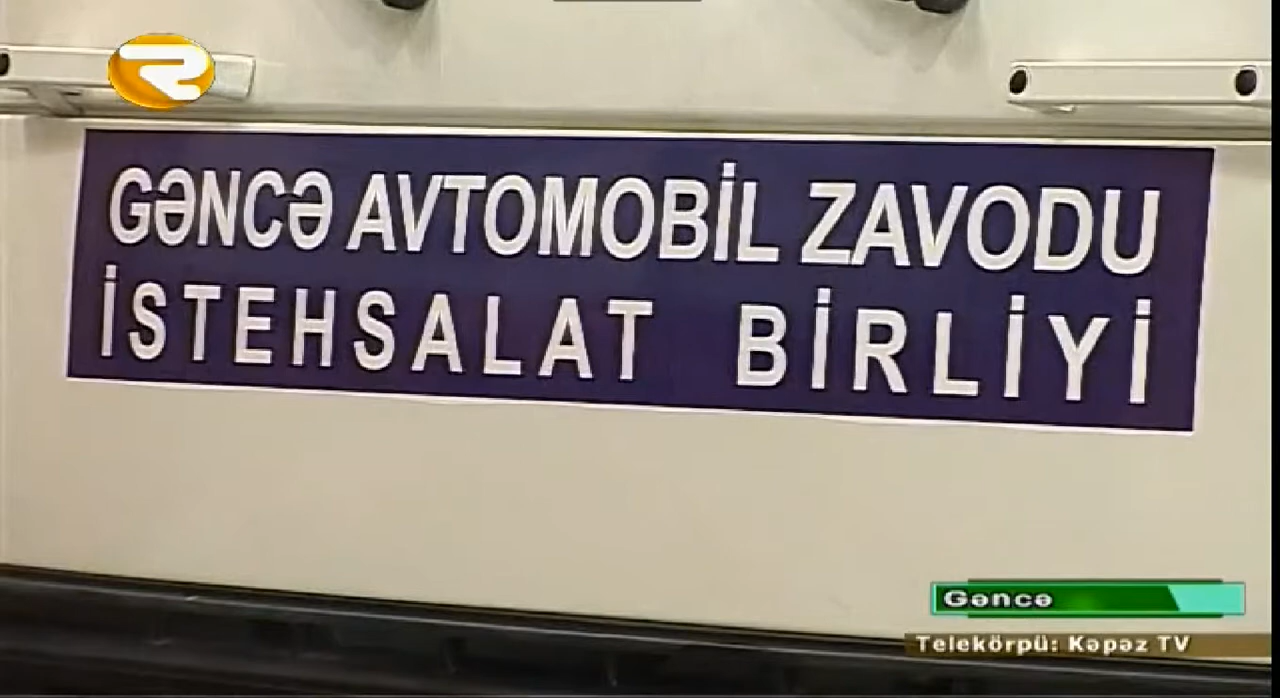 GƏNCƏ AVTOMOBİL ZAVODU
İSTEHSALAT BİRLİYİ
Gəncə
Telekörpü: Kəpəz TV